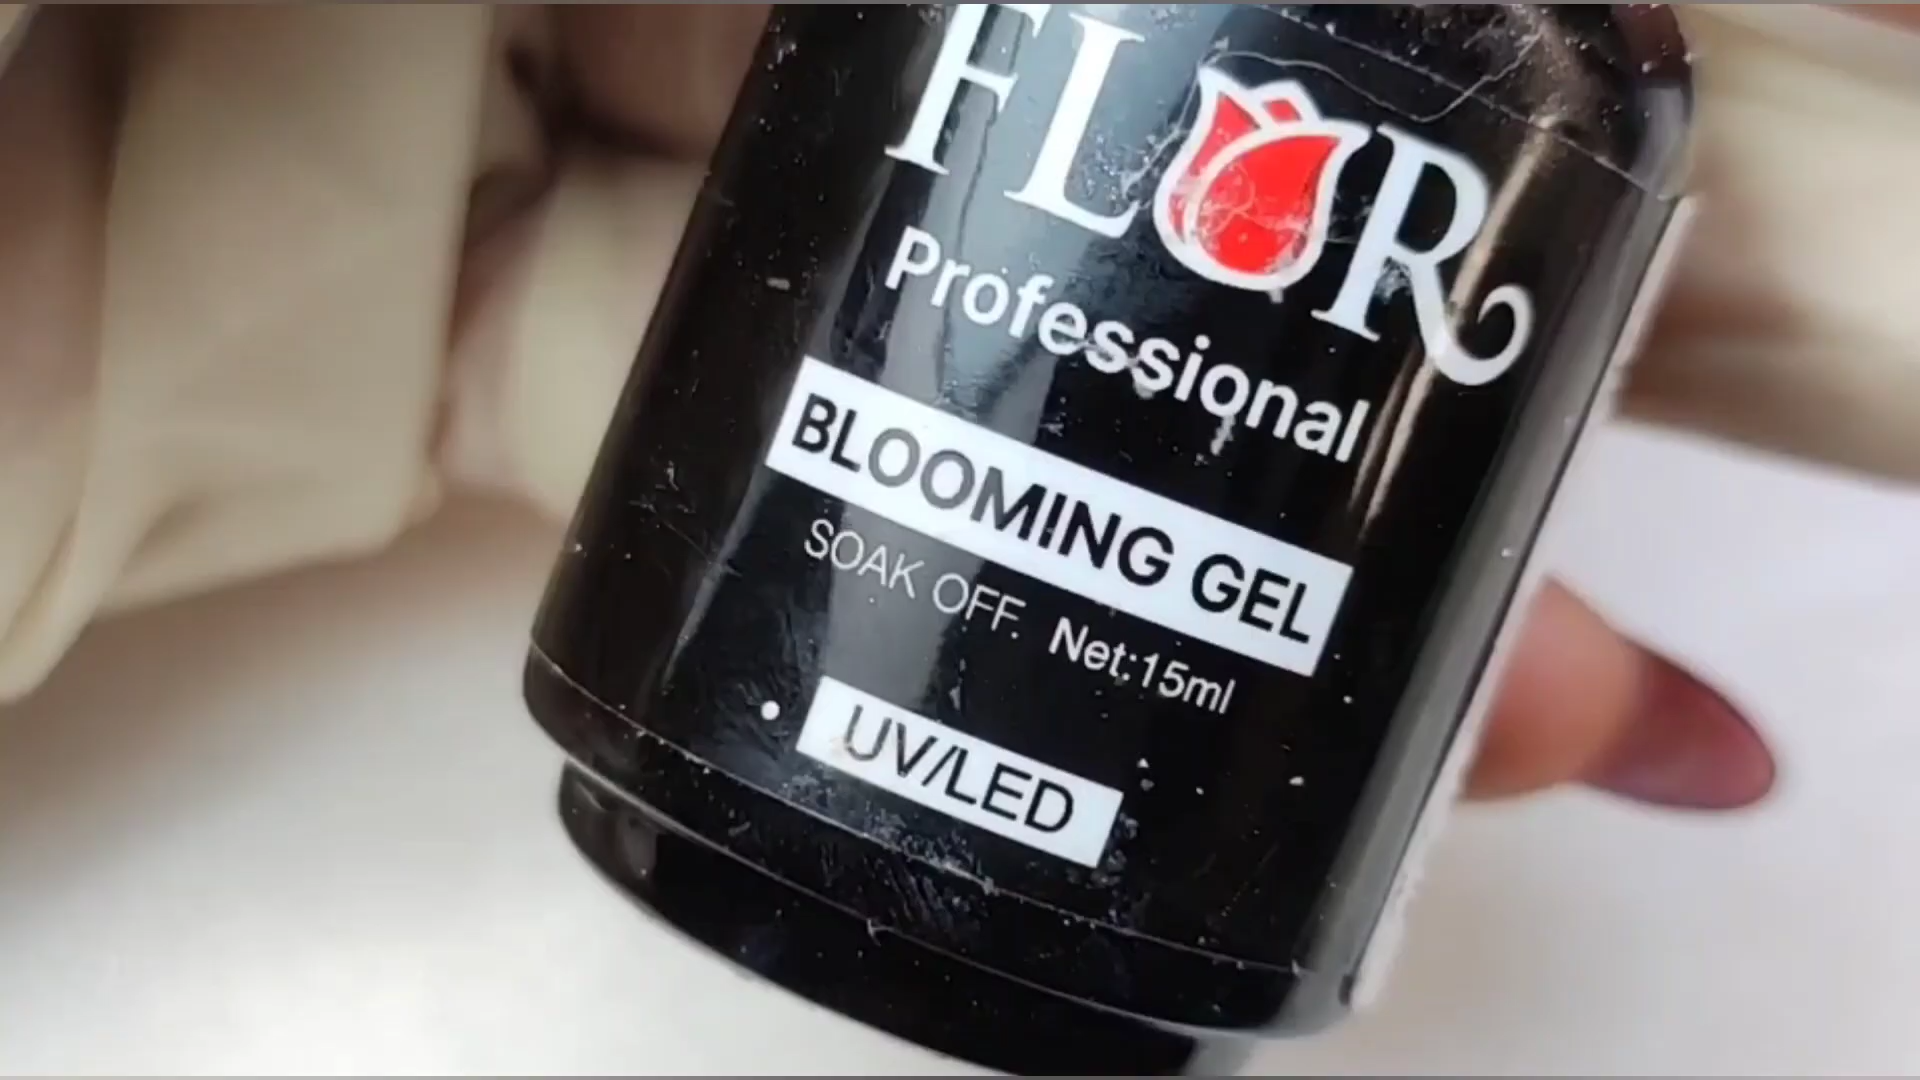 FLOR
Professional
BLOOMING GEL
SOAK OFF. Net:15ml
UV/LED